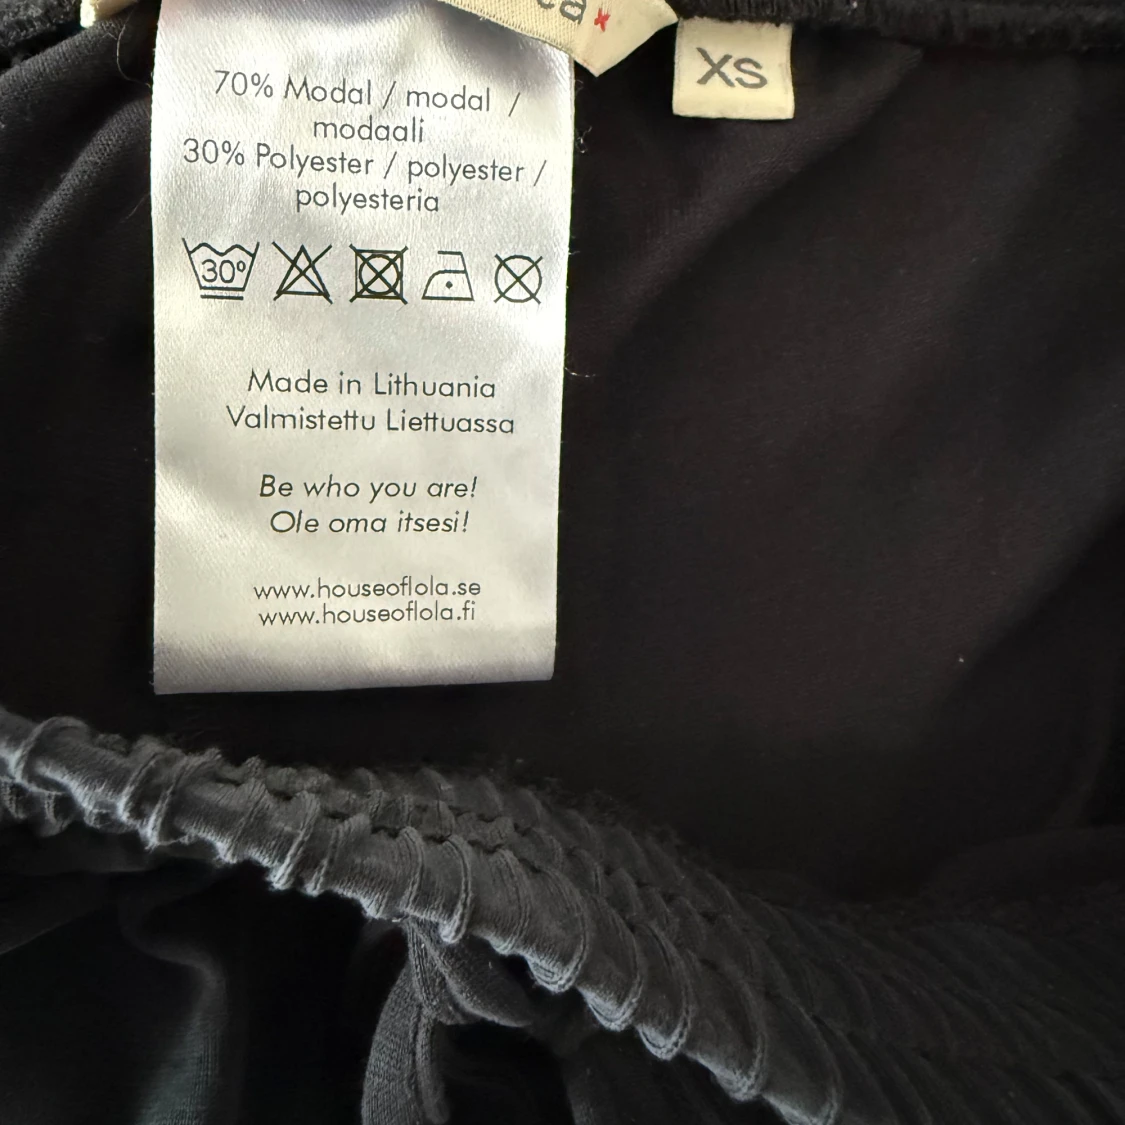 XS
70% Modal / modal /
modaali
30% Polyester / polyester /
polyesteria
30°
Made in Lithuania
Valmistettu Liettuassa
Be who you are!
Ole oma itsesi!
www.houseoflola.se
www.houseoflola.fi